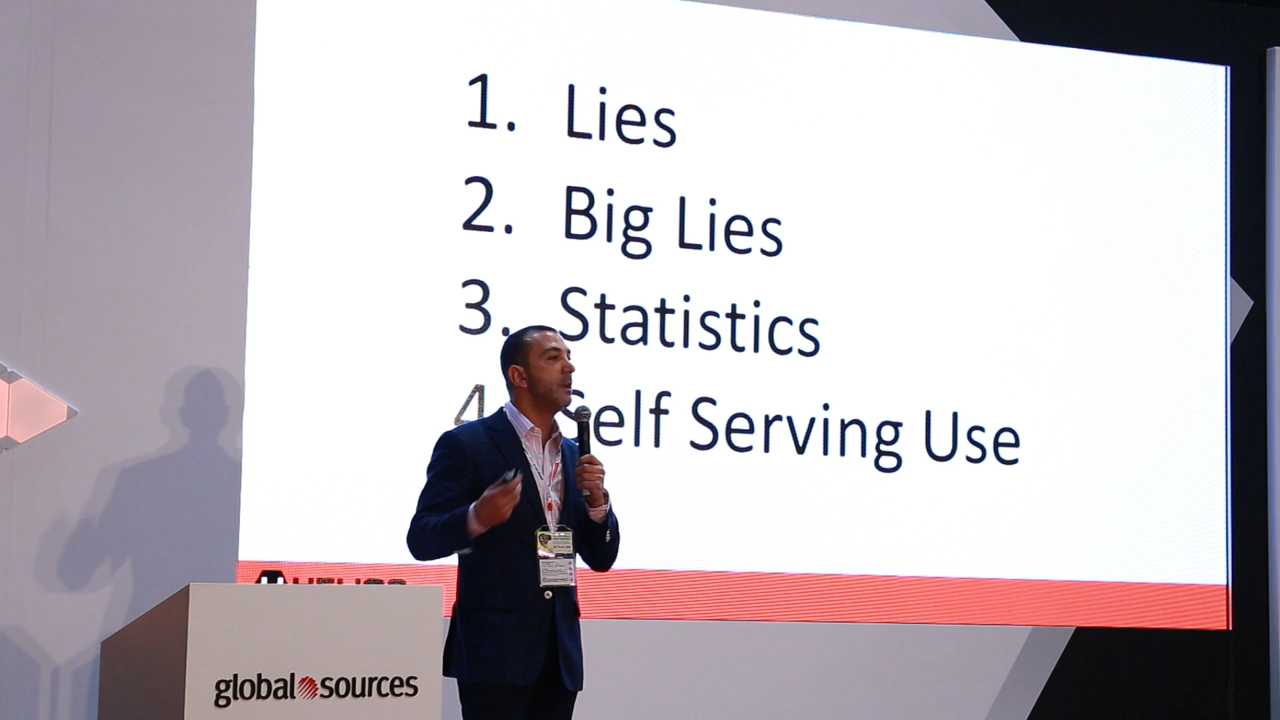 1. Lies
2. Big Lies
3. Statistics
4 Self Serving Use
global sources